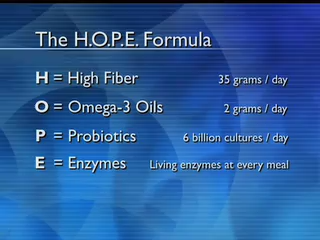 The H.O.P.E. Formula
H = High Fiber 35 grams / day
O = Omega-3 Oils 2 grams / day
P = Probiotics 6 billion cultures / day
E = Enzymes Living enzymes at every meal